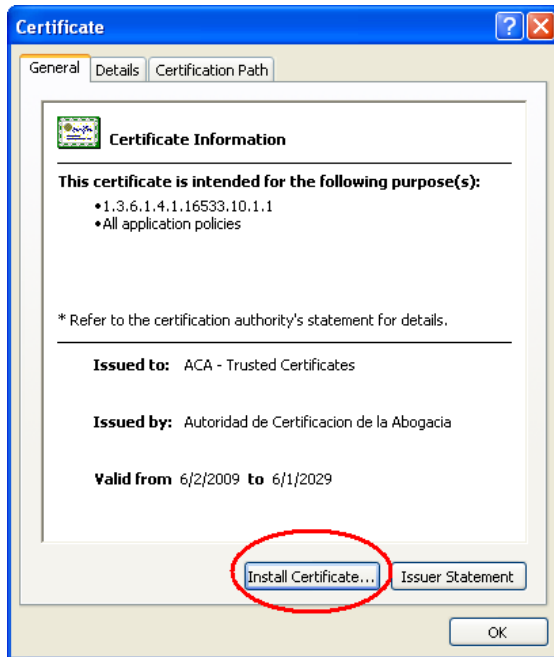 Certificate
General Details Certification Path
Certificate Information
This certificate is intended for the following purpose(s):
•1.3.6.1.4.1.16533.10.1.1
•All application policies
* Refer to the certification authority's statement for details.
Issued to: ACA - Trusted Certificates
Issued by: Autoridad de Certificacion de la Abogacia
Valid from 6/2/2009 to 6/1/2029
Install Certificate... Issuer Statement
OK